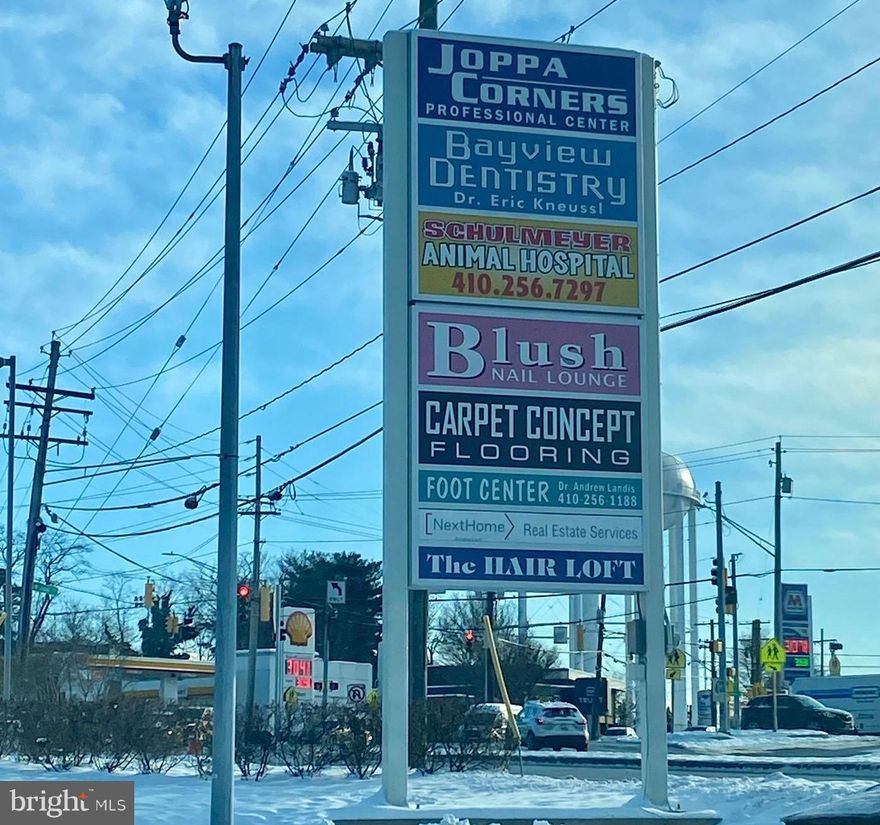 JOPPA
CORNERS
PROFESSIONAL CENTER
Bayview
DENTISTRY
Dr. Eric Kneussl
SCHULMEYER
ANIMAL HOSPITAL
410.256.7297
Blush
NAIL LOUNGE
CARPET CONCEPT
FLOORING
FOOT CENTER Dr. Andrew Landis
410-256-1188
NextHome Real Estate Services
The HAIR LOFT
bright MLS